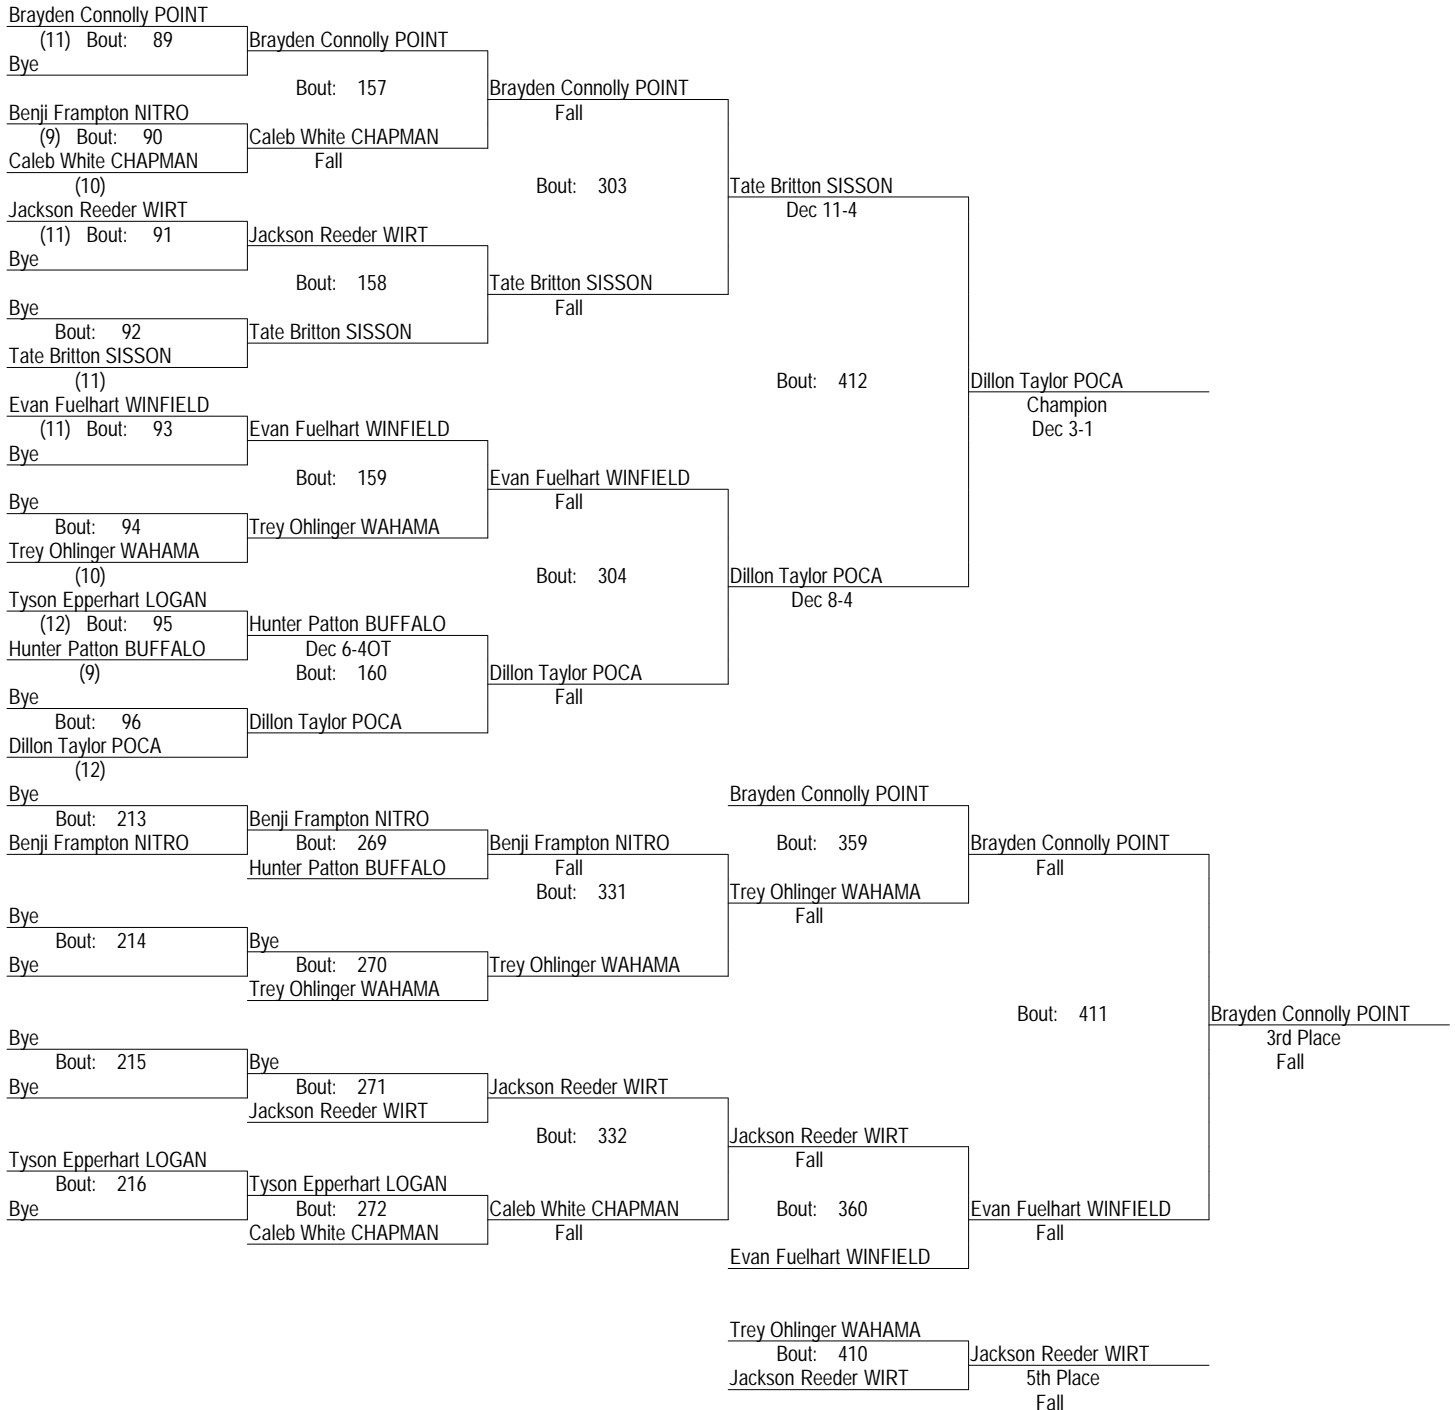 Brayden Connolly POINT
(11) Bout: 89 Brayden Connolly POINT
Bye
Bout: 157 Brayden Connolly POINT
Benji Frampton NITRO Fall
(9) Bout: 90 Caleb White CHAPMAN
Caleb White CHAPMAN Fall
(10) Bout: 303 Tate Britton SISSON
Jackson Reeder WIRT Dec 11-4
(11) Bout: 91 Jackson Reeder WIRT
Bye
Bout: 158 Tate Britton SISSON
Bye Fall
Bout: 92 Tate Britton SISSON
Tate Britton SISSON
(11) Bout: 412 Dillon Taylor POCA
Evan Fuelhart WINFIELD Champion
(11) Bout: 93 Evan Fuelhart WINFIELD Dec 3-1
Bye
Bout: 159 Evan Fuelhart WINFIELD
Bye Fall
Bout: 94 Trey Ohlinger WAHAMA
Trey Ohlinger WAHAMA
(10) Bout: 304 Dillon Taylor POCA
Tyson Epperhart LOGAN Dec 8-4
(12) Bout: 95 Hunter Patton BUFFALO
Hunter Patton BUFFALO Dec 6-4OT
(9) Bout: 160 Dillon Taylor POCA
Bye Fall
Bout: 96 Dillon Taylor POCA
Dillon Taylor POCA
(12)
Bye Brayden Connolly POINT
Bout: 213 Benji Frampton NITRO
Benji Frampton NITRO Bout: 269 Benji Frampton NITRO Bout: 359 Brayden Connolly POINT
Hunter Patton BUFFALO Fall Fall
Bout: 331 Trey Ohlinger WAHAMA
Bye Fall
Bout: 214 Bye
Bye Bout: 270 Trey Ohlinger WAHAMA
Trey Ohlinger WAHAMA
Bout: 411 Brayden Connolly POINT
Bye 3rd Place
Bout: 215 Bye Fall
Bye Bout: 271 Jackson Reeder WIRT
Jackson Reeder WIRT
Bout: 332 Jackson Reeder WIRT
Tyson Epperhart LOGAN Fall
Bout: 216 Tyson Epperhart LOGAN
Bye Bout: 272 Caleb White CHAPMAN Bout: 360 Evan Fuelhart WINFIELD
Caleb White CHAPMAN Fall Fall
Evan Fuelhart WINFIELD
Trey Ohlinger WAHAMA
Bout: 410 Jackson Reeder WIRT
Jackson Reeder WIRT 5th Place
Fall